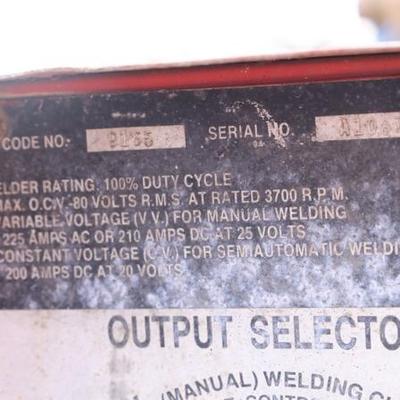 CODE NO. 9165 SERIAL NO.
ELDER RATING: 100% DUTY CYCLE
MAX. O.C.V.-80 VOLTS R.M.S. AT RATED 3700 R.P.M.
VARIABLE VOLTAGE (V.V.) FOR MANUAL WELDING
225 AMPS AC OR 210 AMPS DC AT 25 VOLTS
CONSTANT VOLTAGE (C.V.) FOR SEMIAUTOMATIC WELDIN
200 AMPS DC AT 20 VOLTS
OUTPUT SELECTO
(MANUAL) WELDING